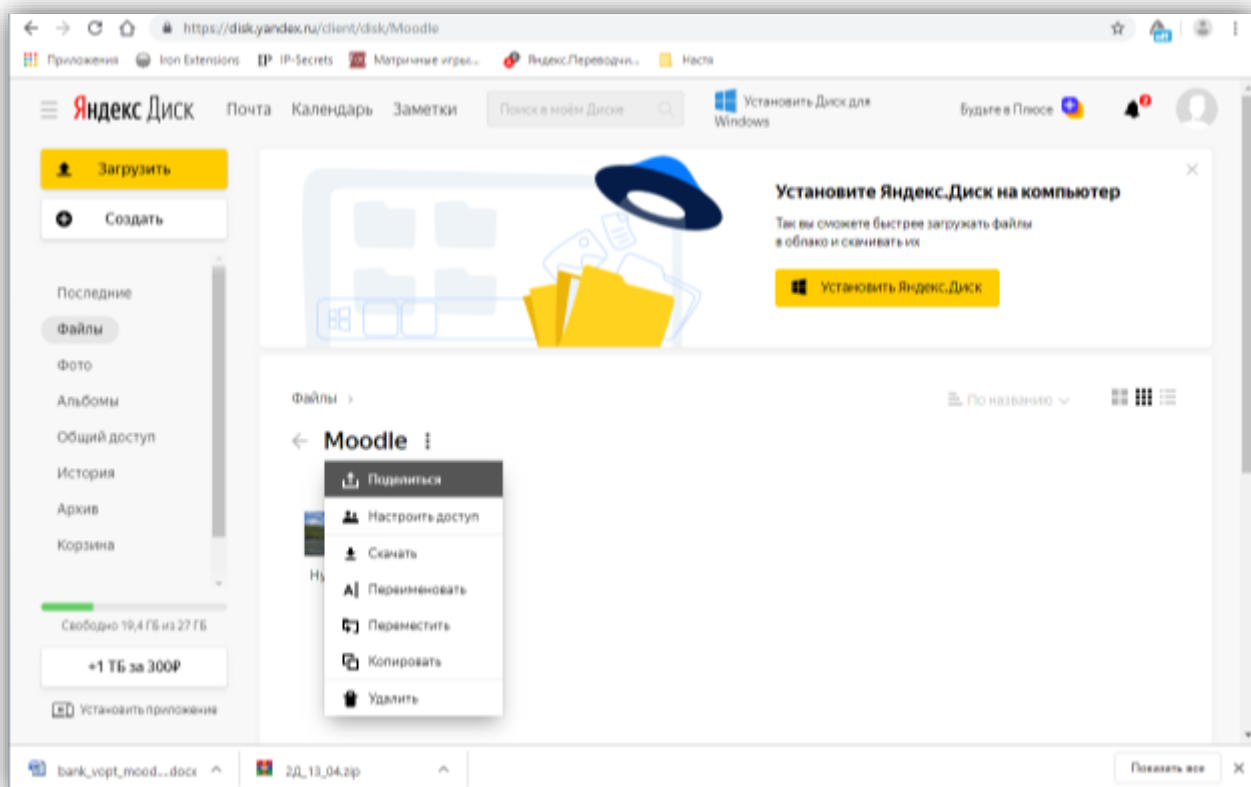 https://disk.yandex.ru/client/disk/Moodle
Приложения Iron Extensions IP IP-Secrets Матричные игры... Яндекс.Переводчи... Настя
Яндекс Диск Почта Календарь Заметки Поиск в моём Диске Установить Диск для Windows Будьте в Плюсе
Загрузить
Создать
Последние
Файлы
Фото
Альбомы
Общий доступ
История
Архив
Корзина
Свободно 19,4 ГБ из 27 ГБ
+1 ТБ за 300₽
Установить приложение
Установите Яндекс.Диск на компьютер
Так вы сможете быстрее загружать файлы
в облако и скачивать их
Установить Яндекс.Диск
Файлы
По названию
Moodle
Поделиться
Настроить доступ
Скачать
Ну
Переименовать
Переместить
Копировать
Удалить
bank_vopt_mood...docx 2Д_13_04.zip Показать все